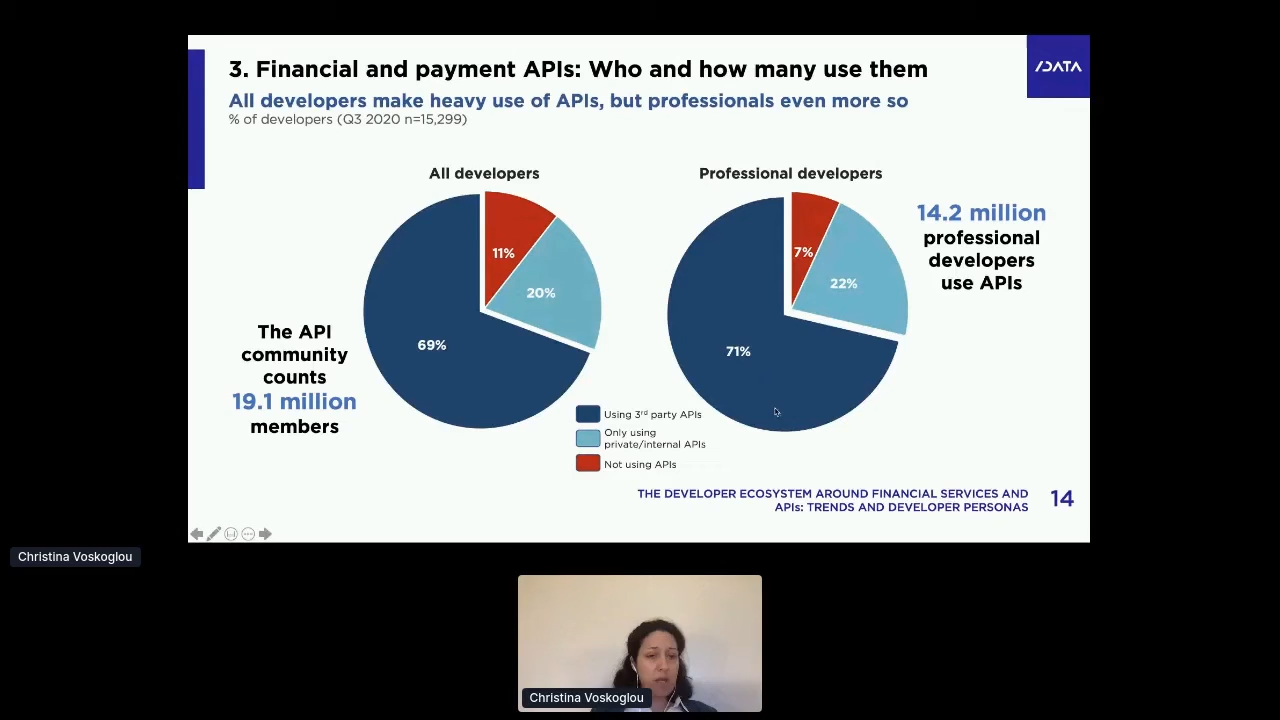 3. Financial and payment APIs: Who and how many use them
/DATA
All developers make heavy use of APIs, but professionals even more so
% of developers (Q3 2020 n=15,299)
All developers
Professional developers
11%
20%
69%
7%
22%
71%
14.2 million
professional
developers
use APIs
The API
community
counts
19.1 million
members
Using 3rd party APIs
Only using
private/internal APIs
Not using APIs
THE DEVELOPER ECOSYSTEM AROUND FINANCIAL SERVICES AND
APIs: TRENDS AND DEVELOPER PERSONAS
14
Christina Voskoglou
Christina Voskoglou